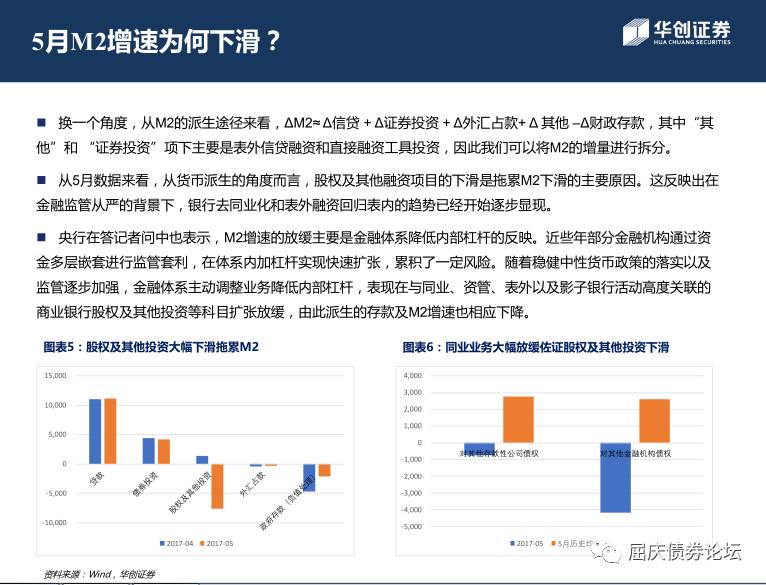 5月M2增速为何下滑？
华创证券
HUA CHUANG SECURITIES
■ 换一个角度，从M2的派生途径来看，ΔM2≈Δ信贷 + Δ证券投资 + Δ外汇占款+ Δ 其他 –Δ财政存款，其中“其
他”和 “证券投资”项下主要是表外信贷融资和直接融资工具投资，因此我们可以将M2的增量进行拆分。
■ 从5月数据来看，从货币派生的角度而言，股权及其他融资项目的下滑是拖累M2下滑的主要原因。这反映出在
金融监管从严的背景下，银行去同业化和表外融资回归表内的趋势已经开始逐步显现。
■ 央行在答记者问中也表示，M2增速的放缓主要是金融体系降低内部杠杆的反映。近些年部分金融机构通过资
金多层嵌套进行监管套利，在体系内加杠杆实现快速扩张，累积了一定风险。随着稳健中性货币政策的落实以及
监管逐步加强，金融体系主动调整业务降低内部杠杆，表现在与同业、资管、表外以及影子银行活动高度关联的
商业银行股权及其他投资等科目扩张放缓，由此派生的存款及M2增速也相应下降。
图表5：股权及其他投资大幅下滑拖累M2
15,000
10,000
5,000
0
-5,000
-10,000
贷款
债券投资
股权及其他投资
外汇占款
政府存款（负值处理）
2017-04
2017-05
图表6：同业业务大幅放缓佐证股权及其他投资下滑
4,000
3,000
2,000
1,000
0
-1,000
-2,000
-3,000
-4,000
-5,000
对其他存款性公司债权
对其他金融机构债权
2017-05
5月历史均
屈庆债券论坛
资料来源：Wind，华创证券